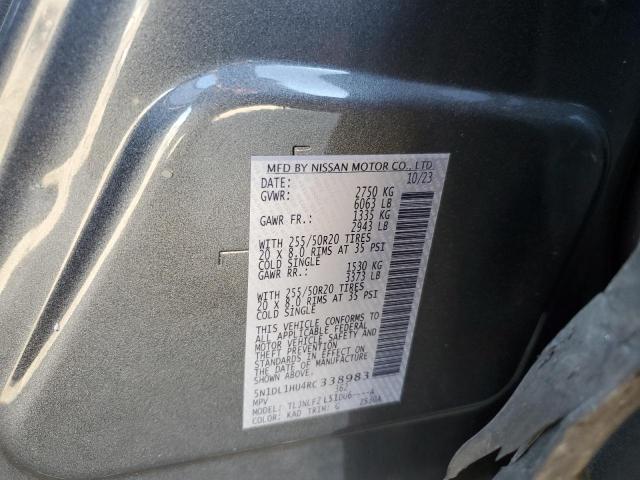 MFD BY NISSAN MOTOR CO., LTD.
DATE: 10/23
GVWR: 2750 KG
6063 LB
GAWR FR.: 1335 KG
2943 LB
WITH 255/50R20 TIRES
20 X 8.0 RIMS AT 35 PSI
COLD SINGLE
GAWR RR.: 1530 KG
3373 LB
WITH 255/50R20 TIRES
20 X 8.0 RIMS AT 35 PSI
COLD SINGLE
THIS VEHICLE CONFORMS TO
ALL APPLICABLE FEDERAL
MOTOR VEHICLE SAFETY AND
THEFT PREVENTION
STANDARDS IN EFFECT ON
THE DATE OF MANUFACTURE
SHOWN ABOVE.
5N1DL1HU4RC338983
MPV 362
MODEL: TLJNLFZ L51DU6----A
COLOR: KAD TRIM: G